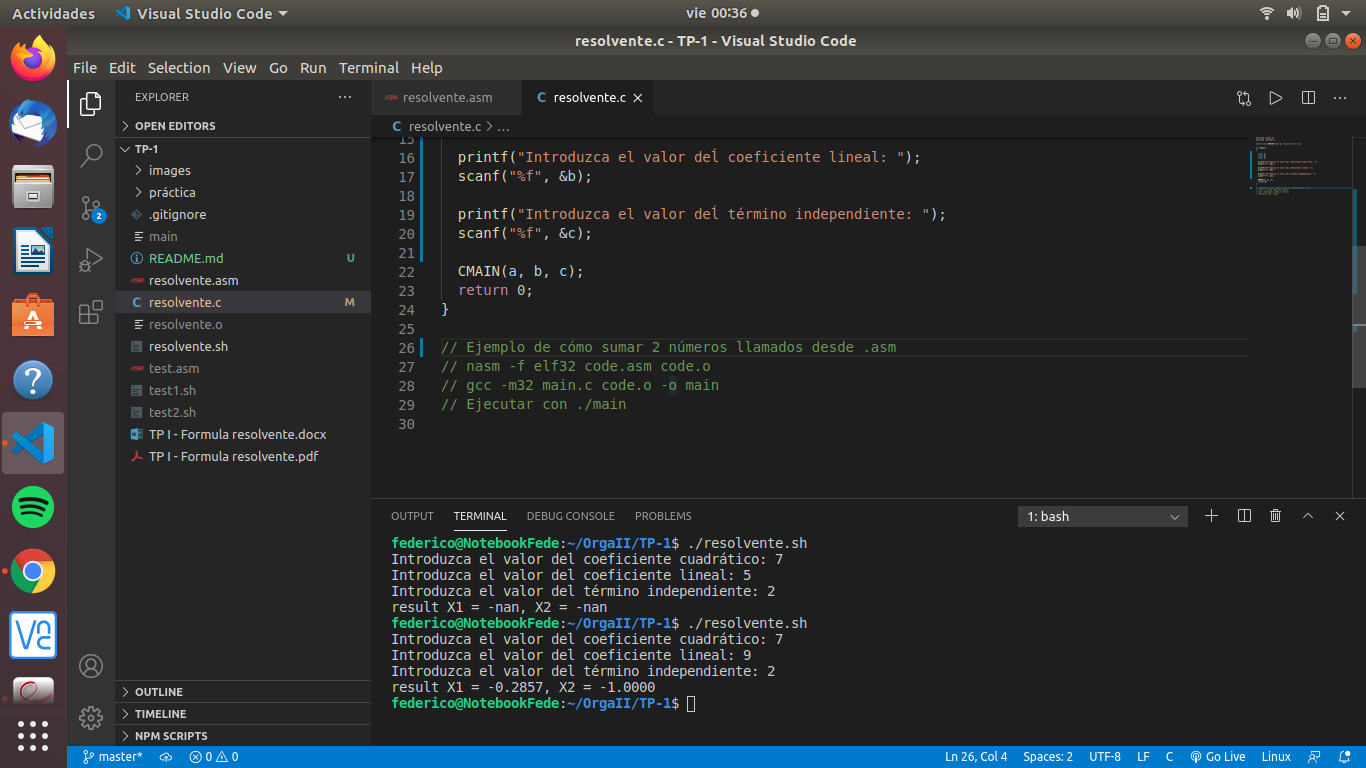 Actividades Visual Studio Code vie 00:36
resolvente.c - TP-1 - Visual Studio Code
File Edit Selection View Go Run Terminal Help
EXPLORER
OPEN EDITORS
TP-1
images
práctica
.gitignore
main
README.md U
ASM resolvente.asm
C resolvente.c M
resolvente.o
resolvente.sh
ASM test.asm
test1.sh
test2.sh
TP I - Formula resolvente.docx
TP I - Formula resolvente.pdf
OUTLINE
TIMELINE
NPM SCRIPTS
2
ASM resolvente.asm C resolvente.c
C resolvente.c > ...
15
16 printf("Introduzca el valor del coeficiente lineal: ");
17 scanf("%f", &b);
18
19 printf("Introduzca el valor del término independiente: ");
20 scanf("%f", &c);
21
22 CMAIN(a, b, c);
23 return 0;
24 }
25
26 // Ejemplo de cómo sumar 2 números llamados desde .asm
27 // nasm -f elf32 code.asm code.o
28 // gcc -m32 main.c code.o -o main
29 // Ejecutar con ./main
30
OUTPUT TERMINAL DEBUG CONSOLE PROBLEMS 1: bash
federico@NotebookFede:~/OrgaII/TP-1$ ./resolvente.sh
Introduzca el valor del coeficiente cuadrático: 7
Introduzca el valor del coeficiente lineal: 5
Introduzca el valor del término independiente: 2
result X1 = -nan, X2 = -nan
federico@NotebookFede:~/OrgaII/TP-1$ ./resolvente.sh
Introduzca el valor del coeficiente cuadrático: 7
Introduzca el valor del coeficiente lineal: 9
Introduzca el valor del término independiente: 2
result X1 = -0.2857, X2 = -1.0000
federico@NotebookFede:~/OrgaII/TP-1$
master* 0 0 Ln 26, Col 4 Spaces: 2 UTF-8 LF C Go Live Linux